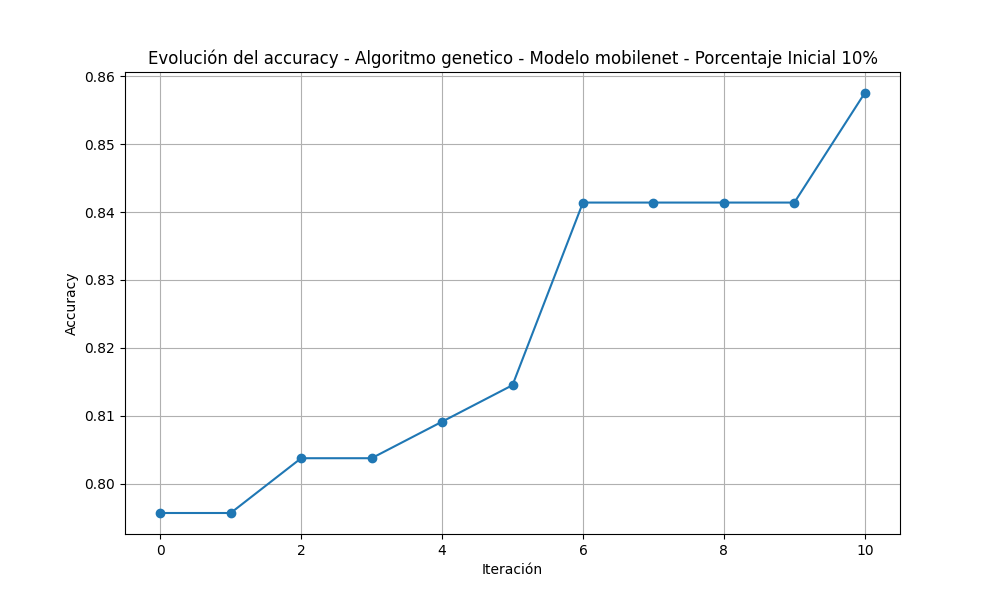 Evolución del accuracy - Algoritmo genetico - Modelo mobilenet - Porcentaje Inicial 10%
0.86
0.85
0.84
0.83
0.82
0.81
0.80
Accuracy
0 2 4 6 8 10
Iteración